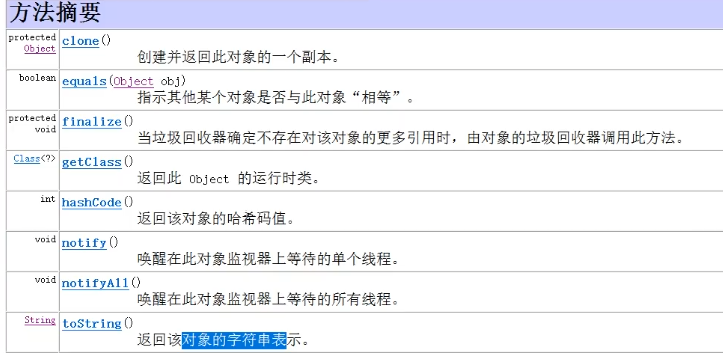 方法摘要
protected Object clone()
创建并返回此对象的一个副本。
boolean equals(Object obj)
指示其他某个对象是否与此对象“相等”。
protected void finalize()
当垃圾回收器确定不存在对该对象的更多引用时，由对象的垃圾回收器调用此方法。
Class<?> getClass()
返回此 Object 的运行时类。
int hashCode()
返回该对象的哈希码值。
void notify()
唤醒在此对象监视器上等待的单个线程。
void notifyAll()
唤醒在此对象监视器上等待的所有线程。
String toString()
返回该对象的字符串表示。